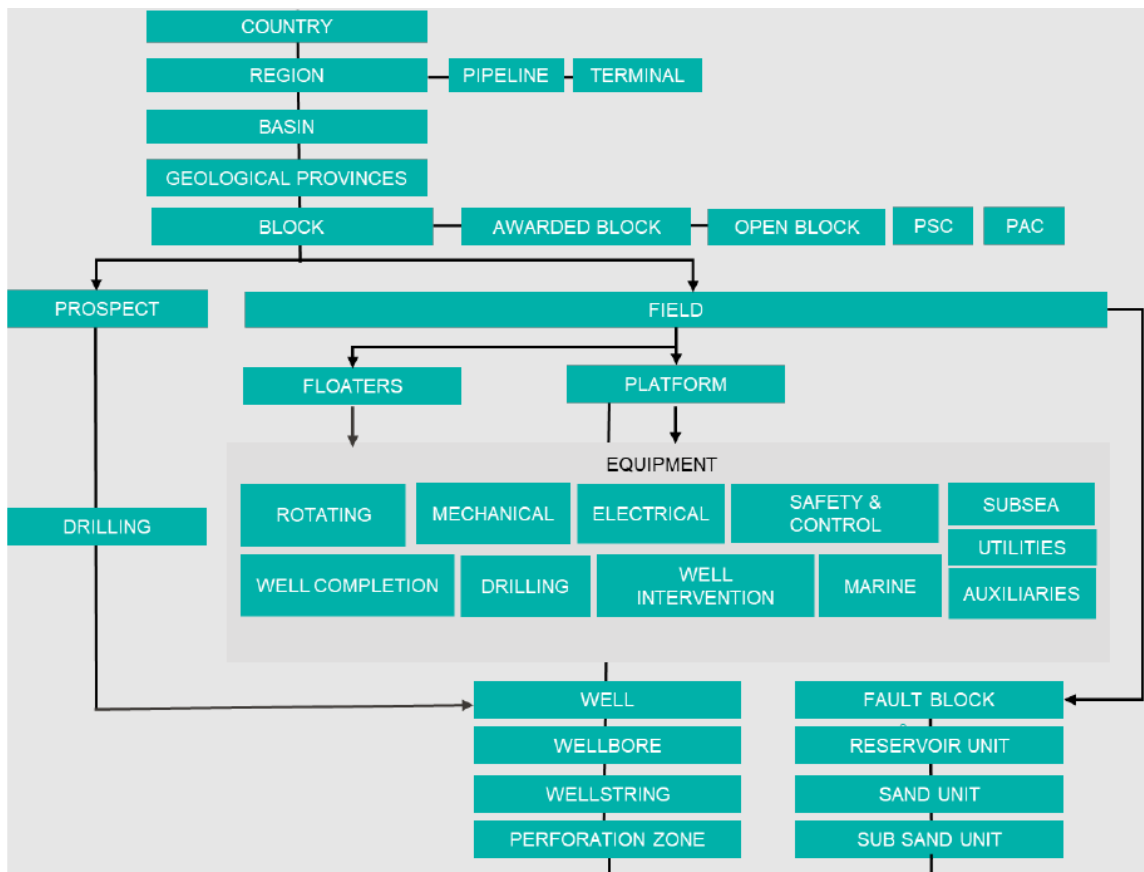 COUNTRY
REGION
PIPELINE
TERMINAL
BASIN
GEOLOGICAL PROVINCES
BLOCK
AWARDED BLOCK
OPEN BLOCK
PSC
PAC
PROSPECT
FIELD
FLOATERS
PLATFORM
EQUIPMENT
ROTATING
MECHANICAL
ELECTRICAL
SAFETY &
CONTROL
SUBSEA
UTILITIES
DRILLING
WELL COMPLETION
DRILLING
WELL
INTERVENTION
MARINE
AUXILIARIES
WELL
FAULT BLOCK
WELLBORE
RESERVOIR UNIT
WELLSTRING
SAND UNIT
PERFORATION ZONE
SUB SAND UNIT